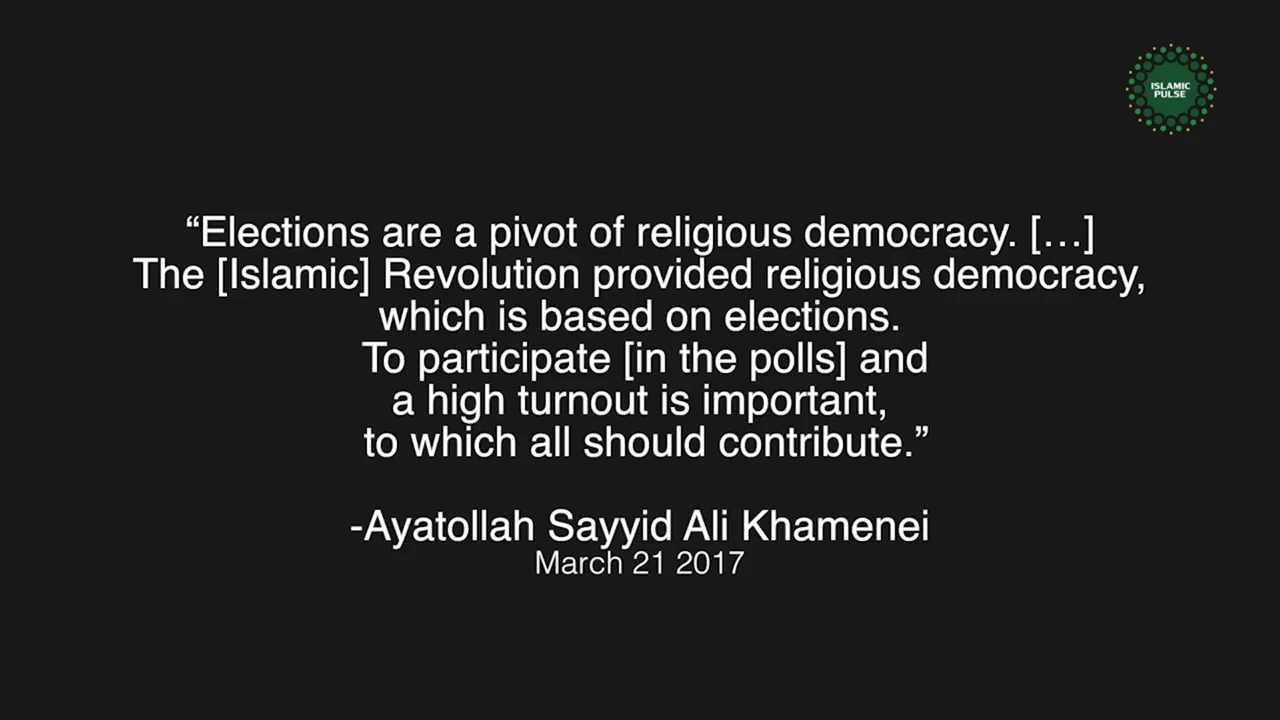 ISLAMIC
PULSE
“Elections are a pivot of religious democracy. […]
The [Islamic] Revolution provided religious democracy,
which is based on elections.
To participate [in the polls] and
a high turnout is important,
to which all should contribute.”
-Ayatollah Sayyid Ali Khamenei
March 21 2017